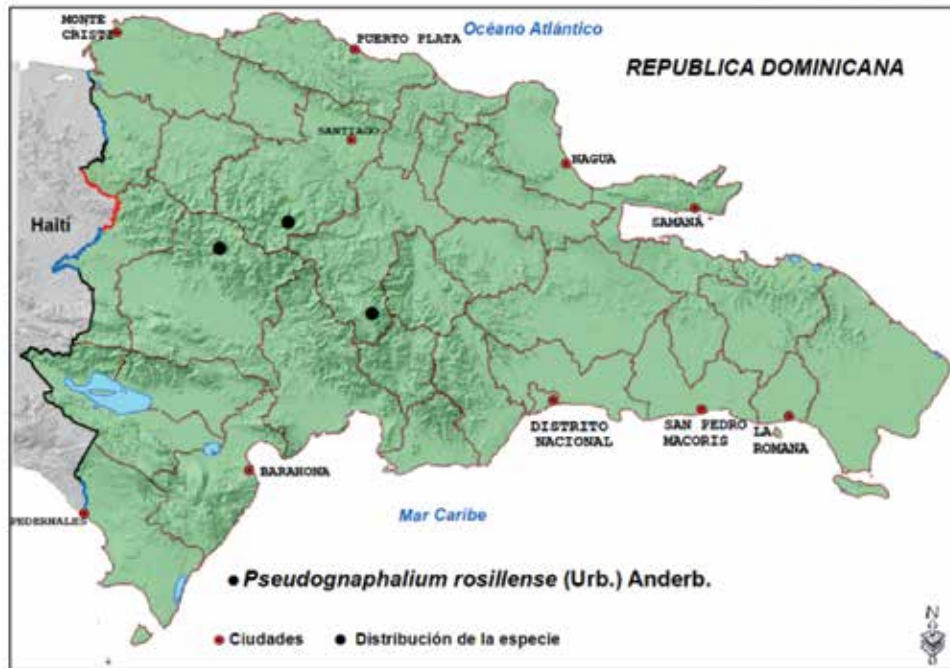 MONTE
CRISTI
Océano Atlántico
PUERTO PLATA
REPUBLICA DOMINICANA
SANTIAGO
NAGUA
Haití
SAMANÁ
DISTRITO
NACIONAL
SAN PEDRO
MACORIS
LA
ROMANA
BARAHONA
PEDERNALES
Mar Caribe
Pseudognaphalium rosillense (Urb.) Anderb.
Ciudades
Distribución de la especie
N